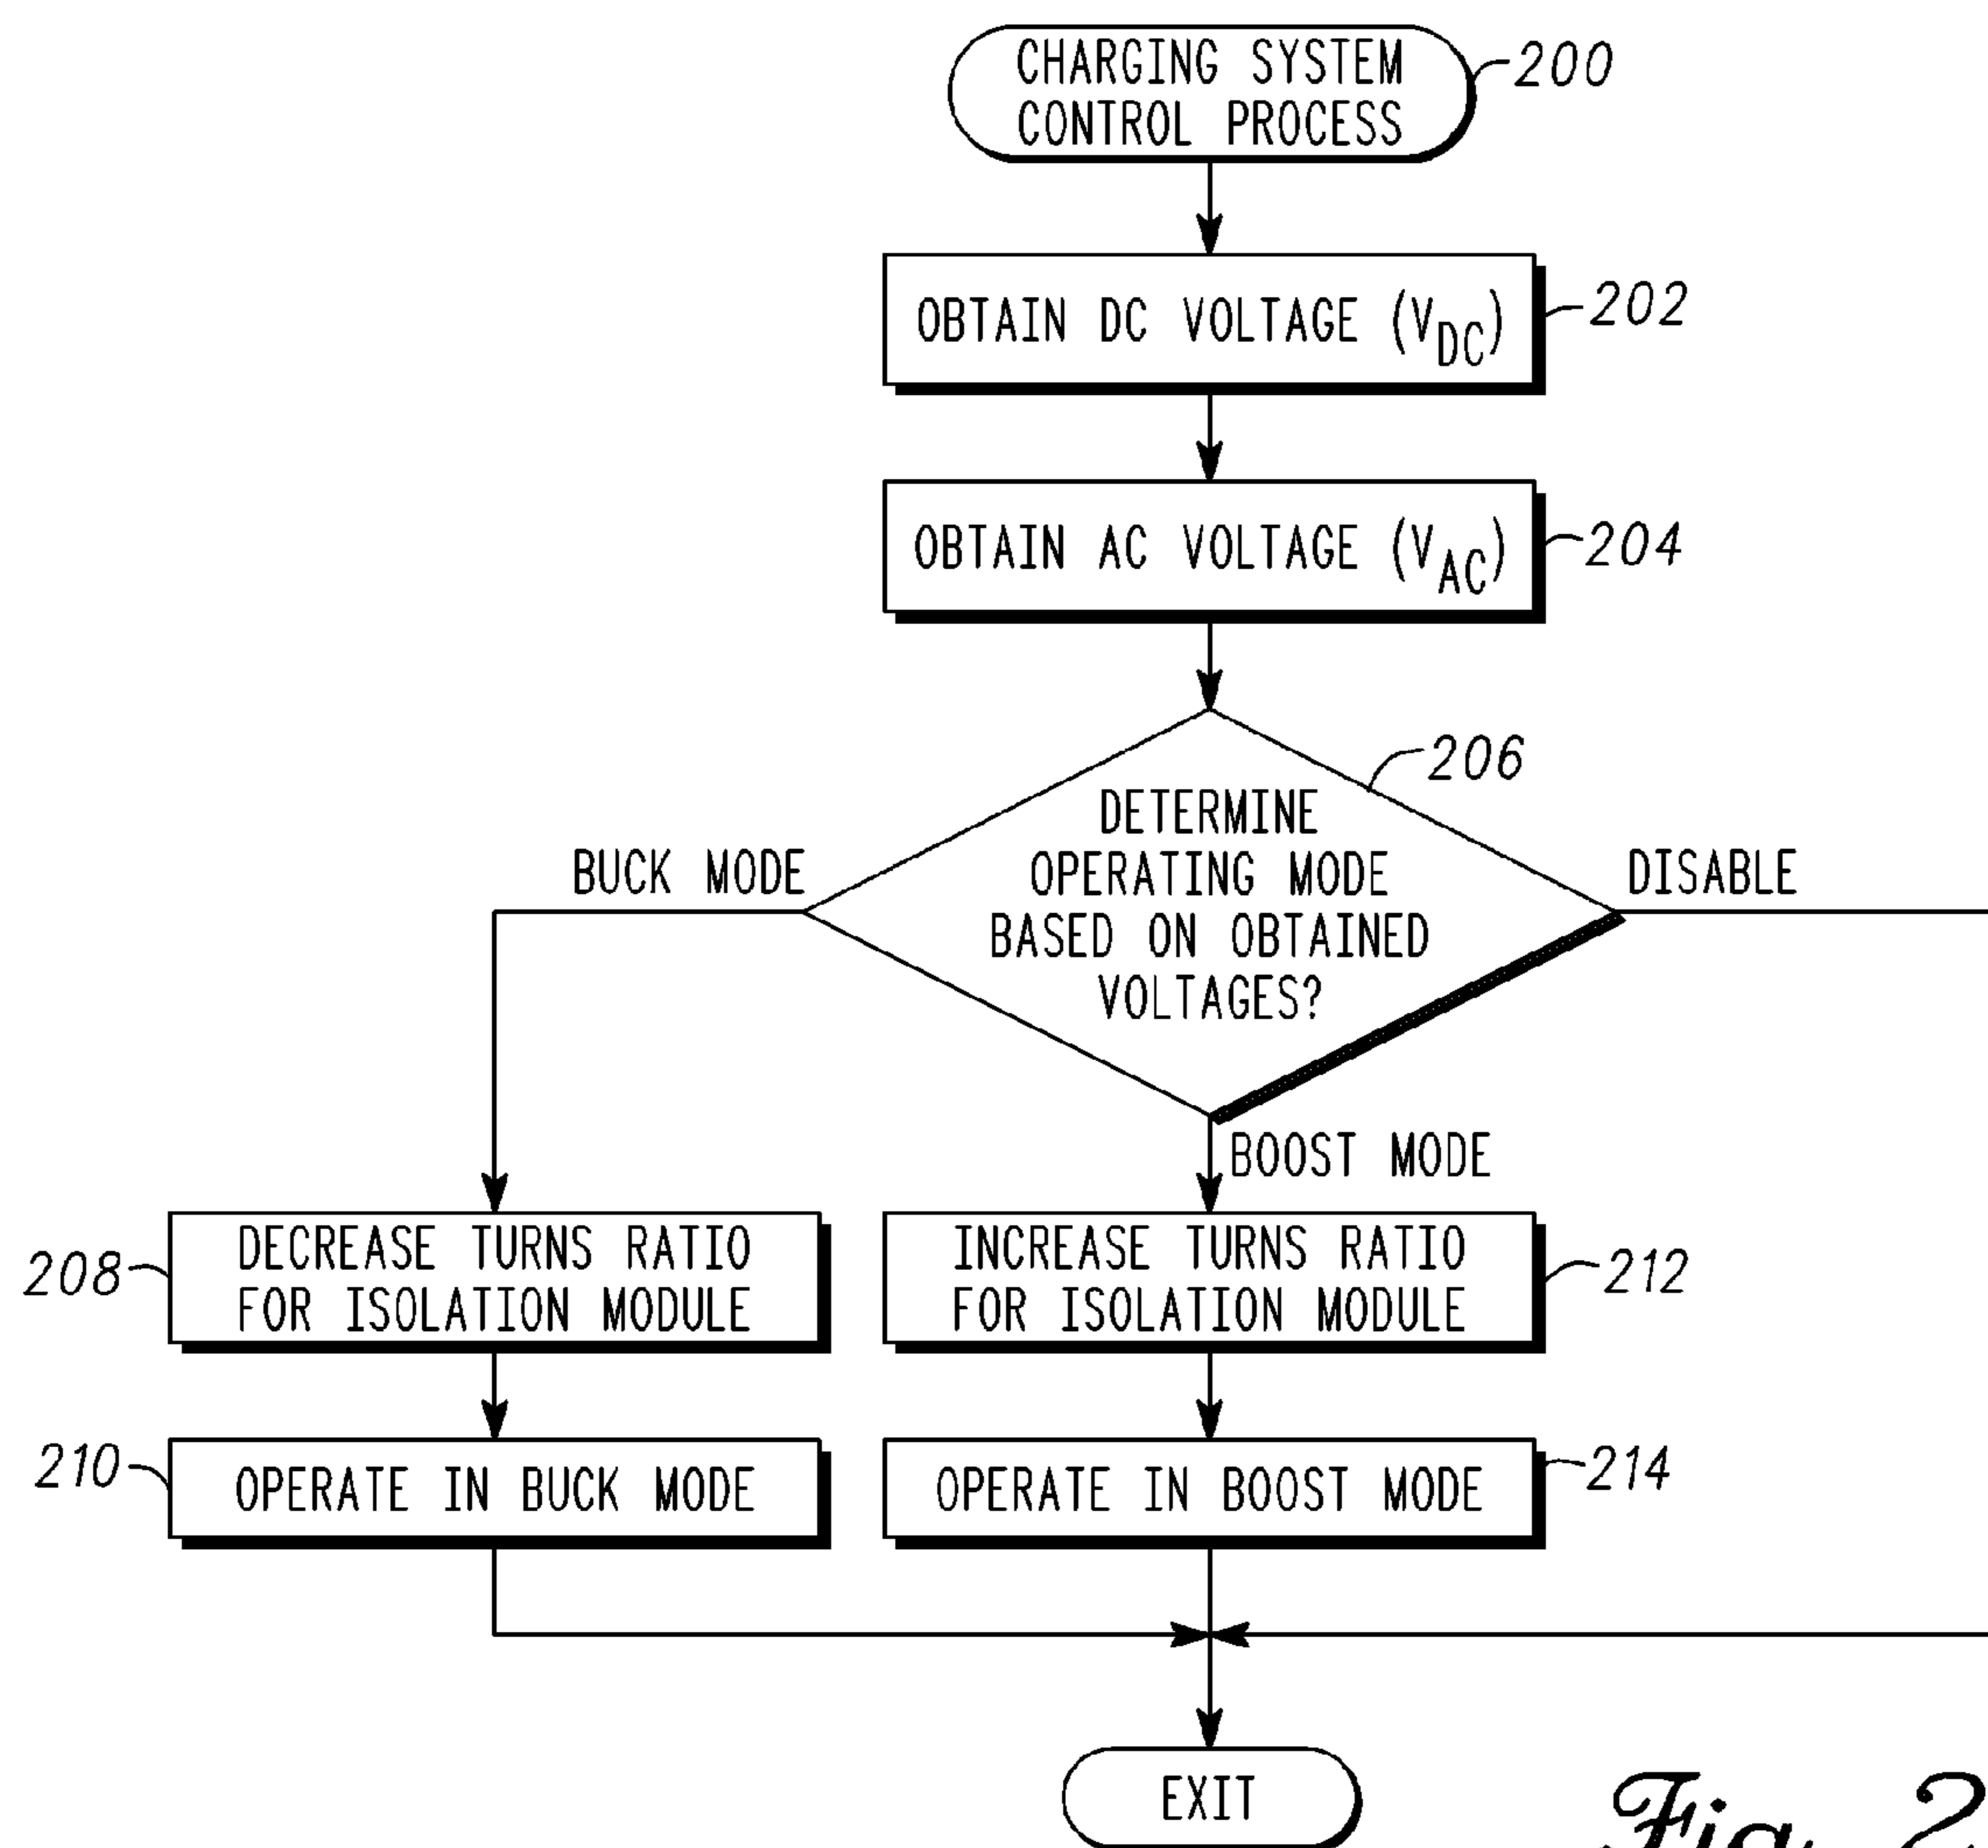 CHARGING SYSTEM
CONTROL PROCESS
200
OBTAIN DC VOLTAGE (VDC)
202
OBTAIN AC VOLTAGE (VAC)
204
206
DETERMINE
OPERATING MODE
BASED ON OBTAINED
VOLTAGES?
BUCK MODE
DISABLE
BOOST MODE
208
DECREASE TURNS RATIO
FOR ISOLATION MODULE
INCREASE TURNS RATIO
FOR ISOLATION MODULE
212
210
OPERATE IN BUCK MODE
OPERATE IN BOOST MODE
214
EXIT
Fig. 2